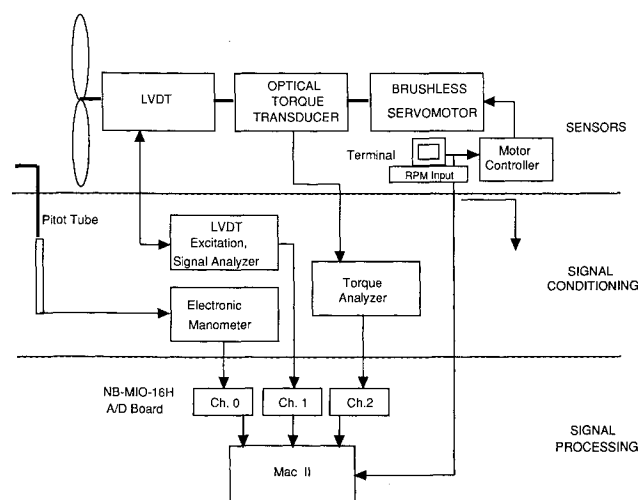 LVDT
OPTICAL
TORQUE
TRANSDUCER
BRUSHLESS
SERVOMOTOR
SENSORS
Terminal
RPM Input
Motor
Controller
Pitot Tube
LVDT
Excitation,
Signal Analyzer
Torque
Analyzer
SIGNAL
CONDITIONING
Electronic
Manometer
NB-MIO-16H
A/D Board
Ch. 0
Ch. 1
Ch.2
SIGNAL
PROCESSING
Mac II